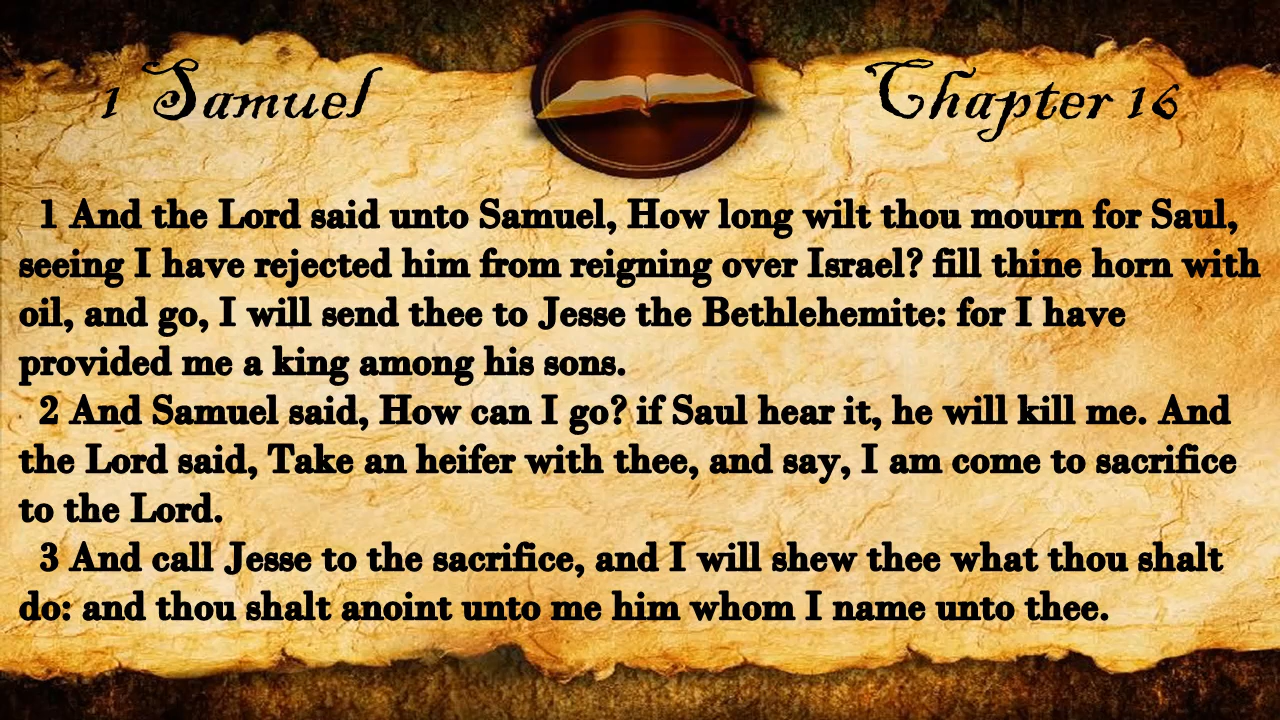 1 Samuel Chapter 16
1 And the Lord said unto Samuel, How long wilt thou mourn for Saul,
seeing I have rejected him from reigning over Israel? fill thine horn with
oil, and go, I will send thee to Jesse the Bethlehemite: for I have
provided me a king among his sons.
2 And Samuel said, How can I go? if Saul hear it, he will kill me. And
the Lord said, Take an heifer with thee, and say, I am come to sacrifice
to the Lord.
3 And call Jesse to the sacrifice, and I will shew thee what thou shalt
do: and thou shalt anoint unto me him whom I name unto thee.